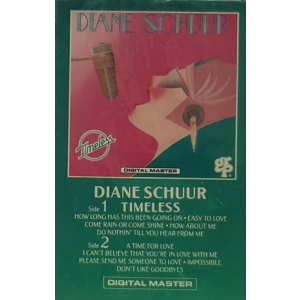 DIANE SCHUUR
Timeless
DIGITAL MASTER
GRP
DIANE SCHUUR
Side 1 TIMELESS
HOW LONG HAS THIS BEEN GOING ON • EASY TO LOVE
COME RAIN OR COME SHINE • HOW ABOUT ME
DO NOTHIN' TILL YOU HEAR FROM ME
Side 2 A TIME FOR LOVE
I CAN'T BELIEVE THAT YOU'RE IN LOVE WITH ME
PLEASE SEND ME SOMEONE TO LOVE • IMPOSSIBLE
DON'T LIKE GOODBYES
DIGITAL MASTER